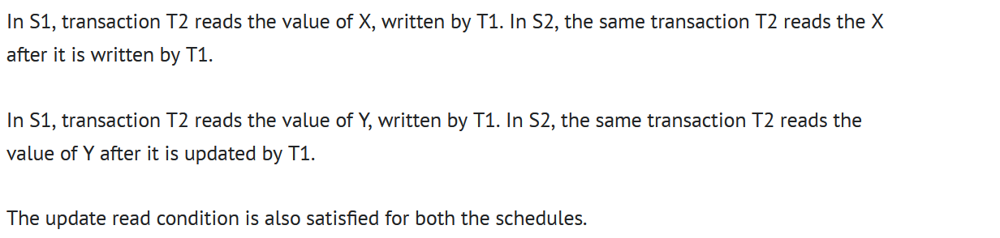 In S1, transaction T2 reads the value of X, written by T1. In S2, the same transaction T2 reads the X
after it is written by T1.
In S1, transaction T2 reads the value of Y, written by T1. In S2, the same transaction T2 reads the
value of Y after it is updated by T1.
The update read condition is also satisfied for both the schedules.